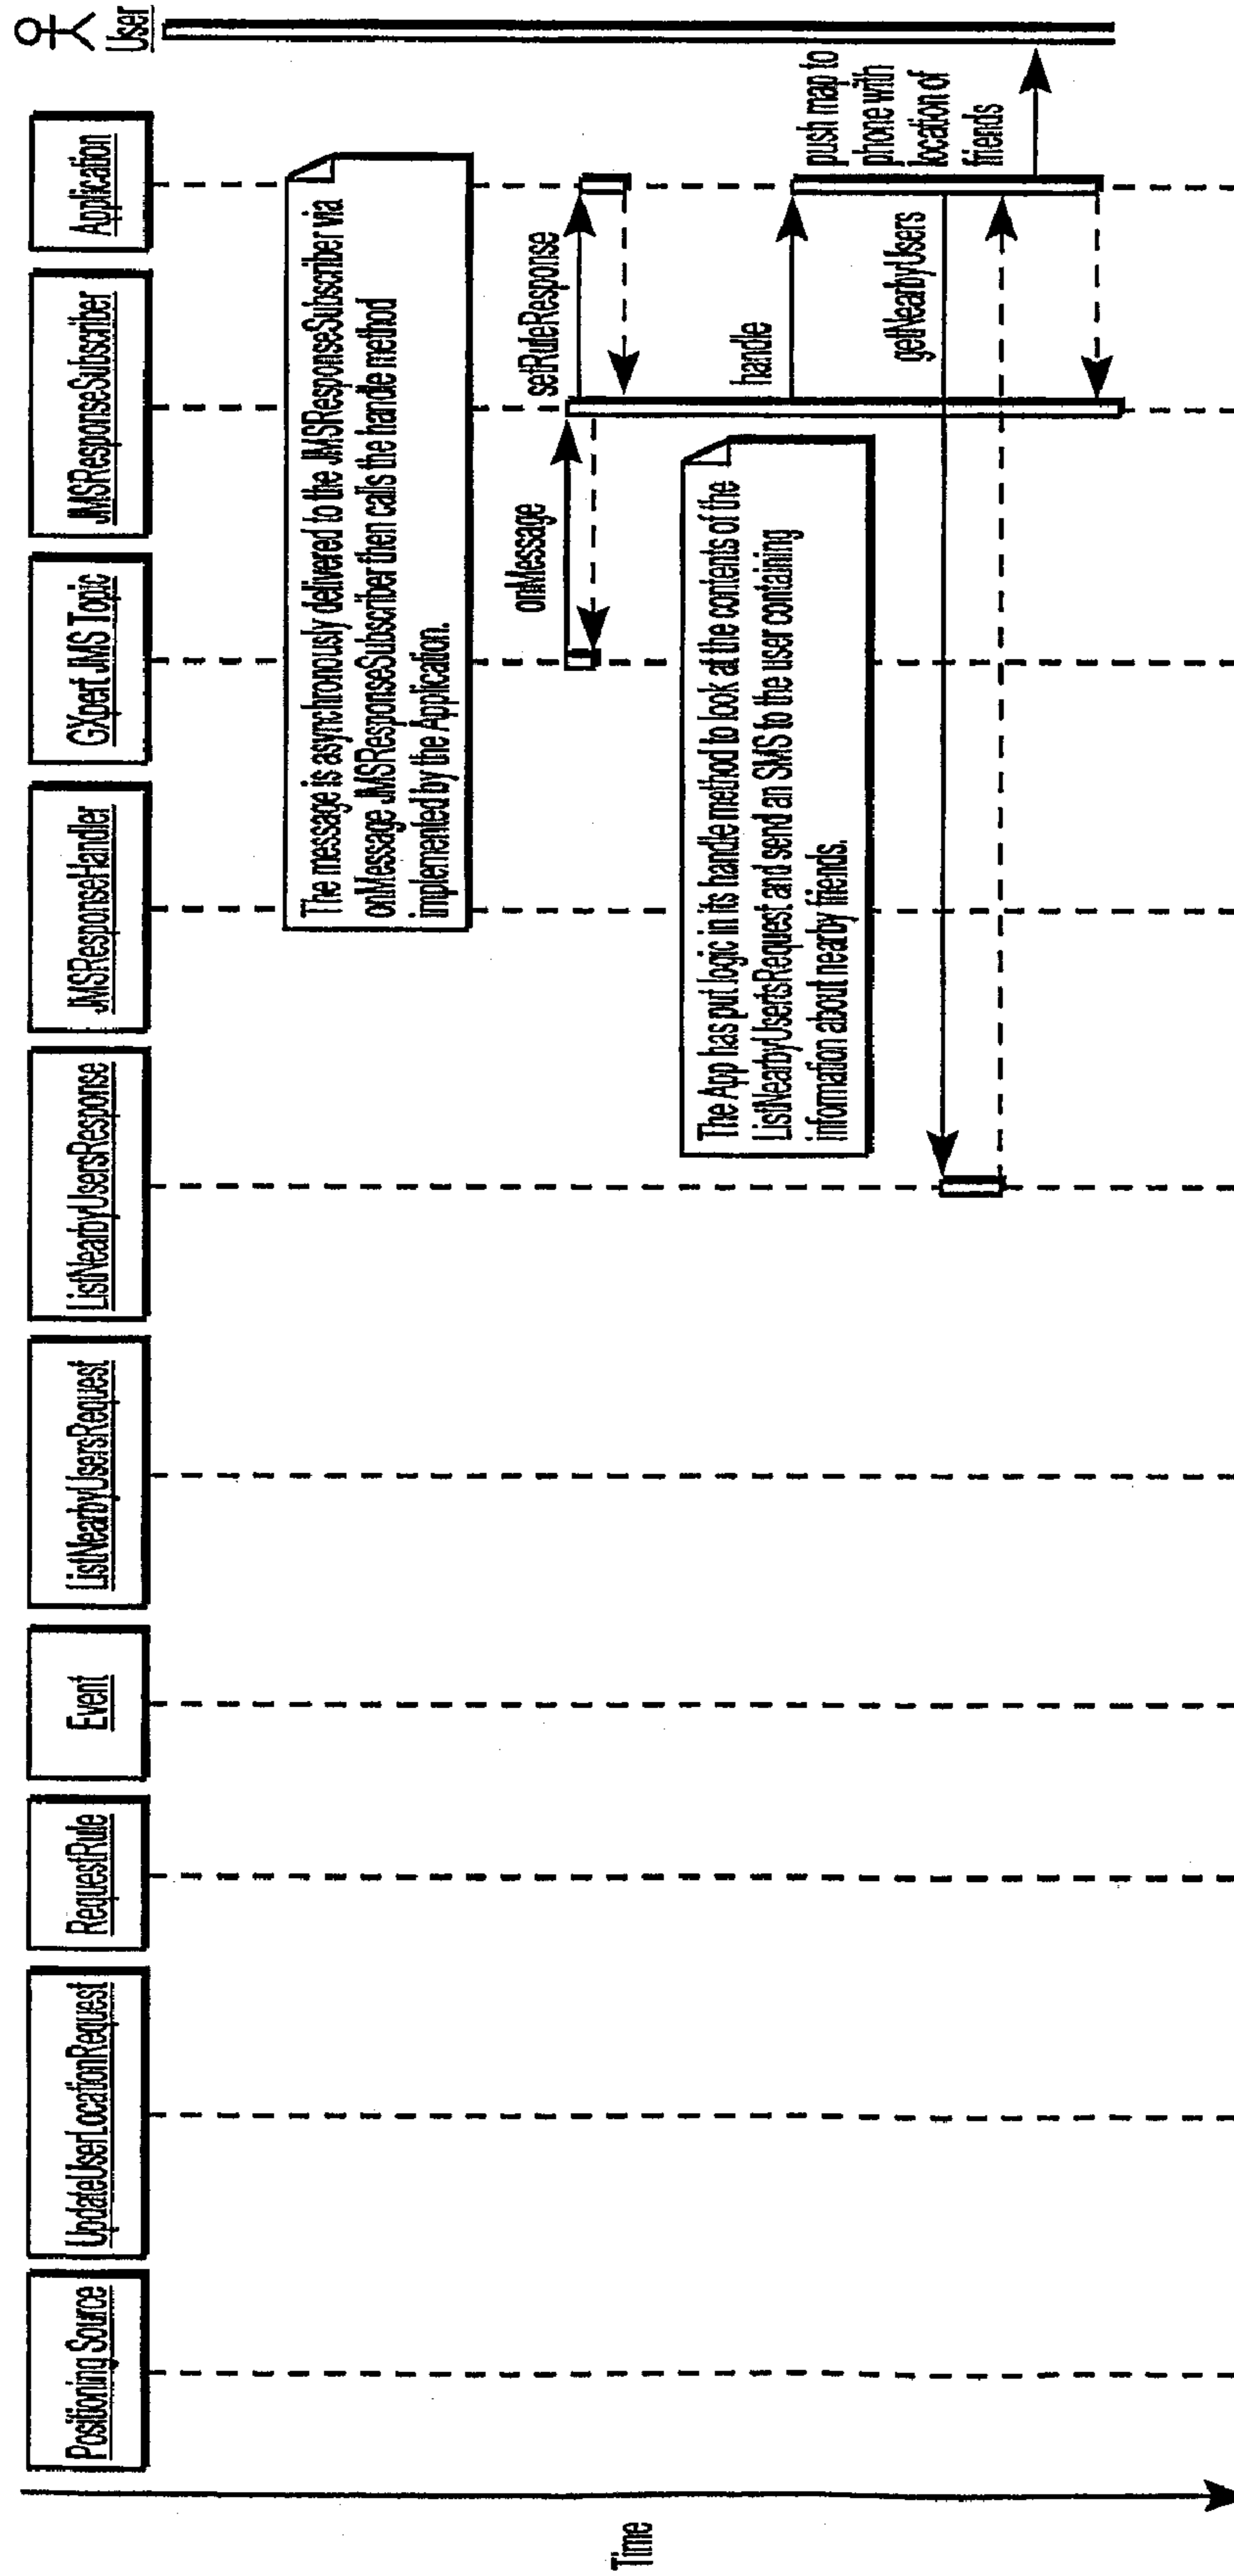 Positioning Source
UpdateUserLocationRequest
RequestRule
Event
ListNearbyUsersRequest
ListNearbyUsersResponse
JMSResponseHandler
GXpert JMS Topic
JMSResponseSubscriber
Application
User
The message is asynchronously delivered to the JMSResponseSubscriber via
onMessage JMSResponseSubscriber then calls the handle method
implemented by the Application.
onMessage
setRuleResponse
The App has put logic in its handle method to look at the contents of the
ListNearbyUsertsRequest and send an SMS to the user containing
information about nearby friends.
handle
getNearbyUsers
push map to
phone with
location of
friends
Time